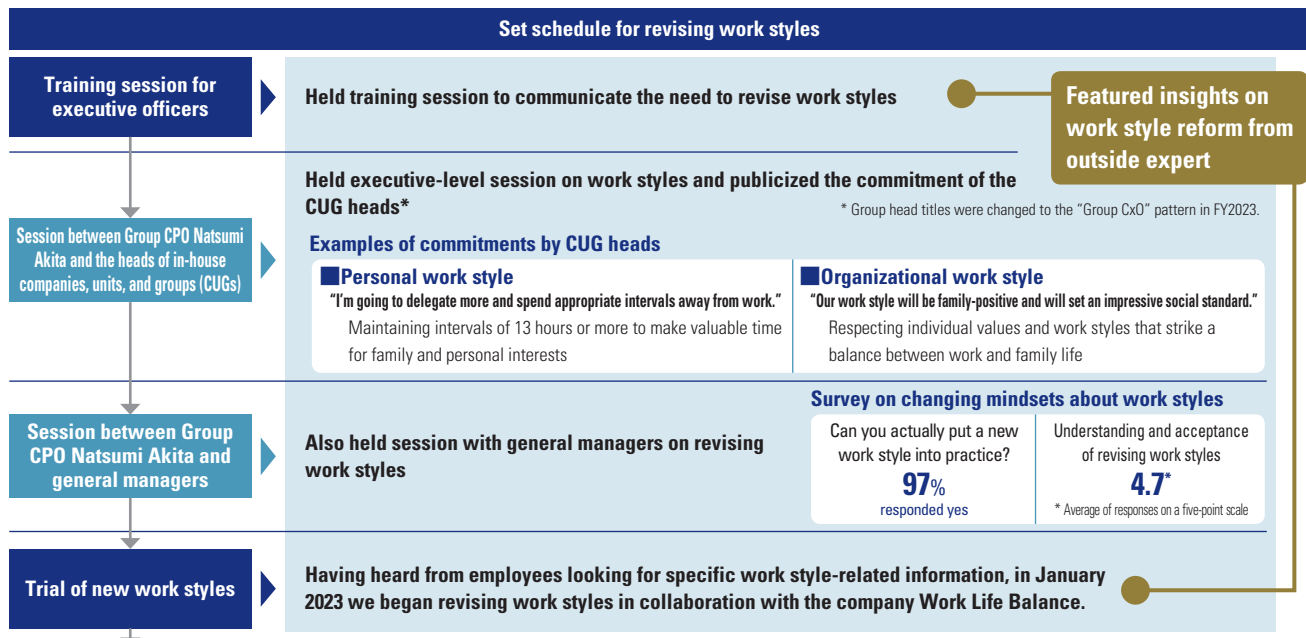 Set schedule for revising work styles
Training session for
executive officers
Held training session to communicate the need to revise work styles
Featured insights on
work style reform from
outside expert
Session between Group CPO Natsumi
Akita and the heads of in-house
companies, units, and groups (CUGs)
Held executive-level session on work styles and publicized the commitment of the
CUG heads*
* Group head titles were changed to the “Group CxO” pattern in FY2023.
Examples of commitments by CUG heads
■Personal work style
“I’m going to delegate more and spend appropriate intervals away from work.”
Maintaining intervals of 13 hours or more to make valuable time
for family and personal interests
■Organizational work style
“Our work style will be family-positive and will set an impressive social standard.”
Respecting individual values and work styles that strike a
balance between work and family life
Session between Group
CPO Natsumi Akita and
general managers
Also held session with general managers on revising
work styles
Survey on changing mindsets about work styles
Can you actually put a new
work style into practice?
97%
responded yes
Understanding and acceptance
of revising work styles
4.7*
* Average of responses on a five-point scale
Trial of new work styles
Having heard from employees looking for specific work style-related information, in January
2023 we began revising work styles in collaboration with the company Work Life Balance.